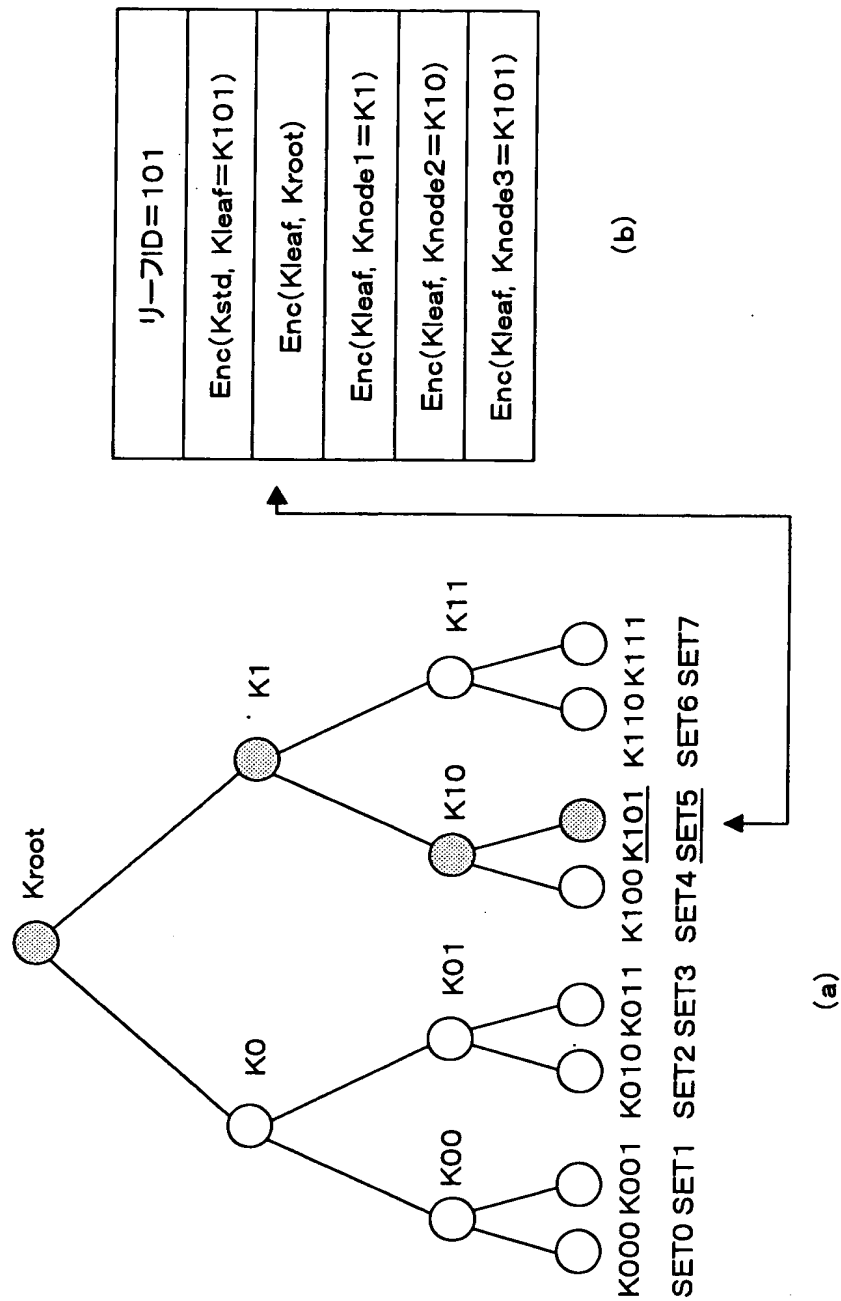 Kroot
K0
K1
K00
K01
K10
K11
K000 K001 K010 K011 K100 K101 K110 K111
SET0 SET1 SET2 SET3 SET4 SET5 SET6 SET7
(a)
リーフID=101
Enc(Kstd, Kleaf=K101)
Enc(Kleaf, Kroot)
Enc(Kleaf, Knode1=K1)
Enc(Kleaf, Knode2=K10)
Enc(Kleaf, Knode3=K101)
(b)